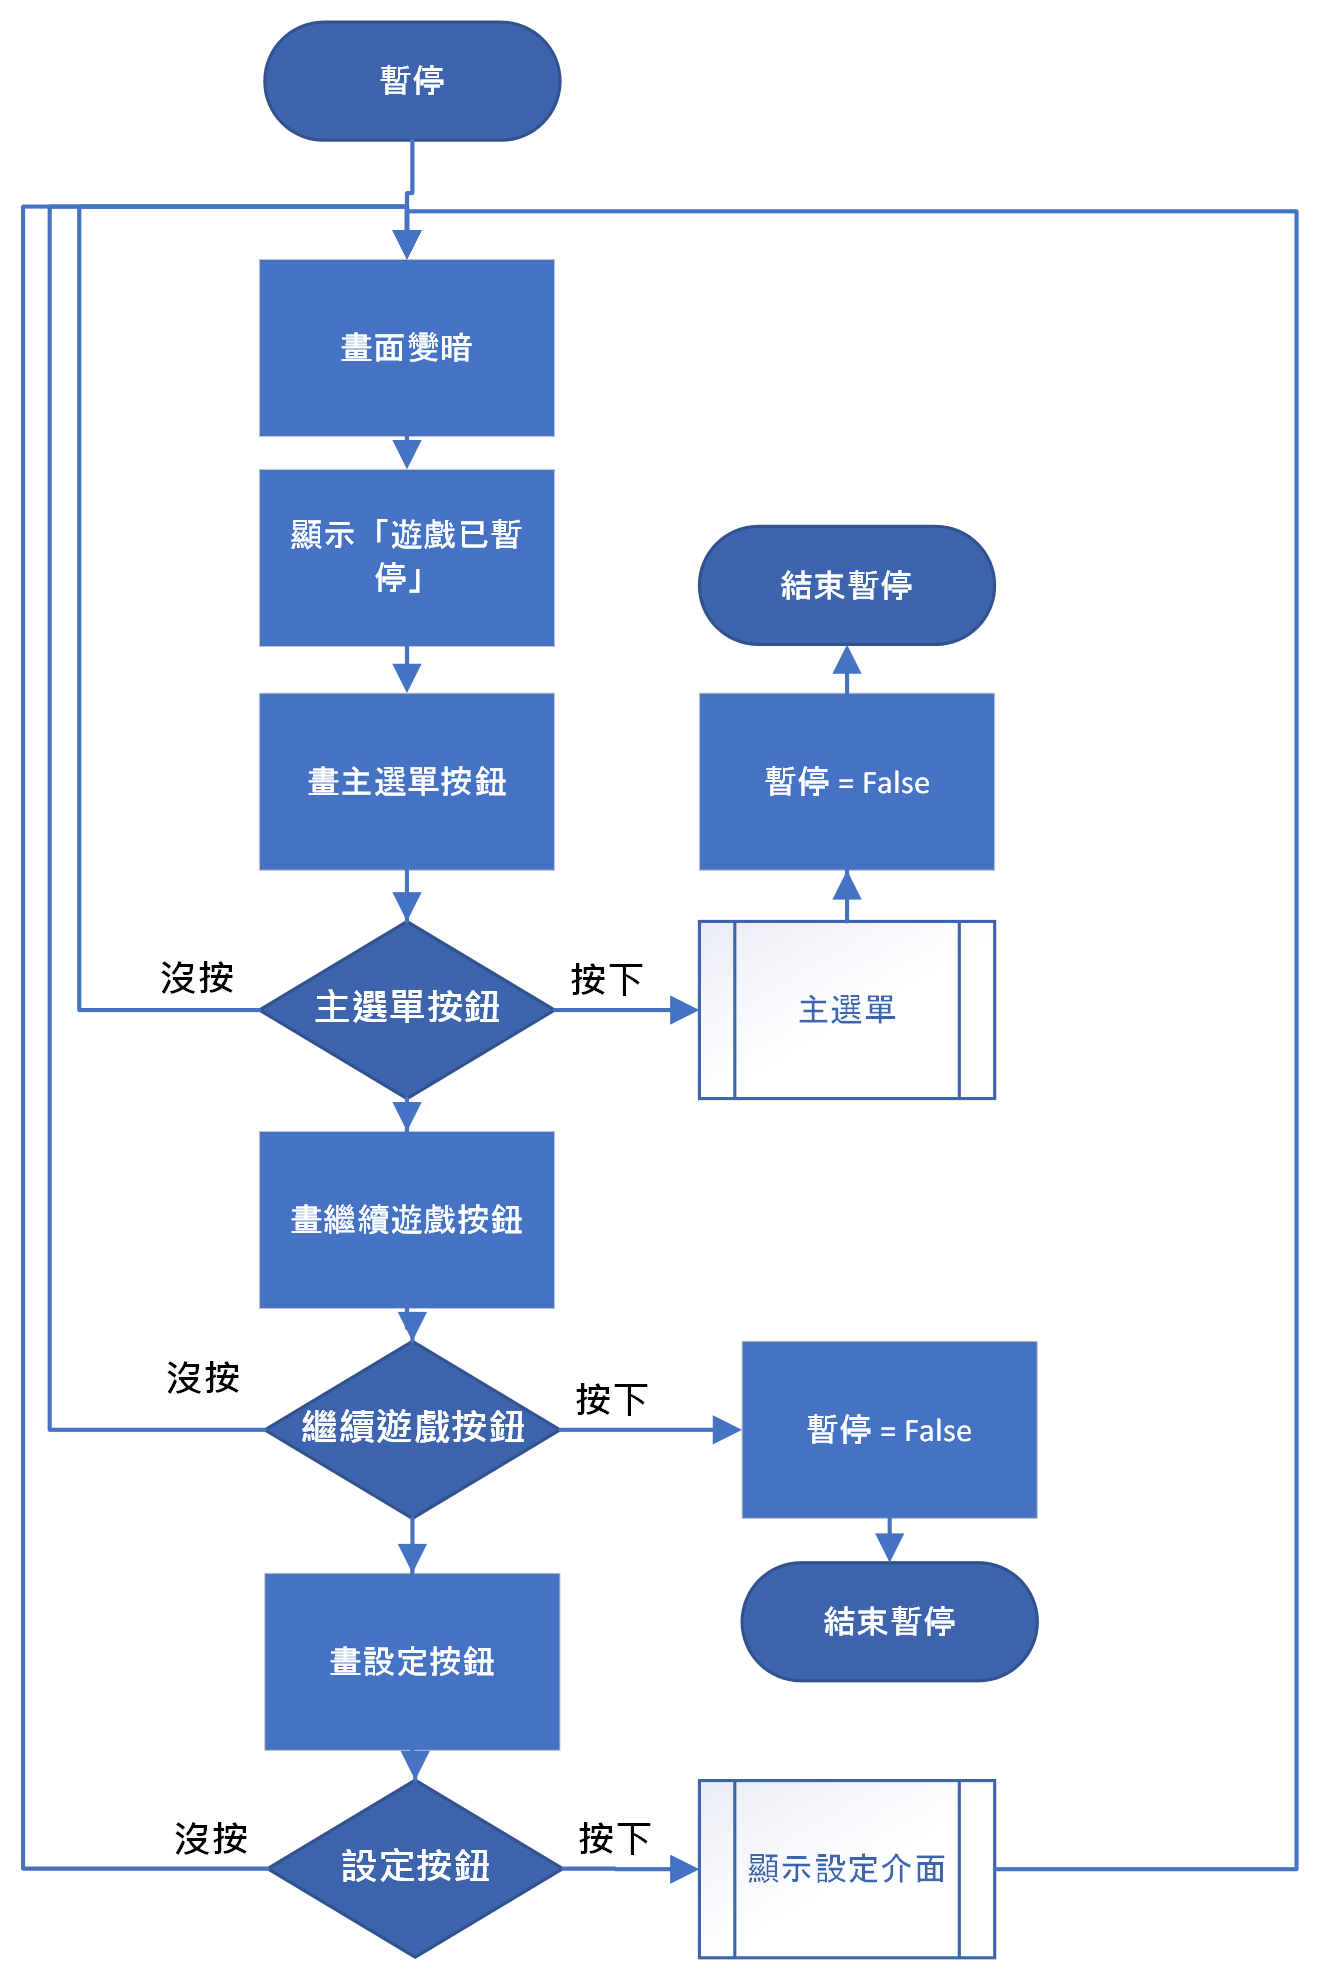 暫停
畫面變暗
顯示「遊戲已暫
停」
結束暫停
畫主選單按鈕
暫停 = False
沒按
主選單按鈕
按下
主選單
畫繼續遊戲按鈕
沒按
繼續遊戲按鈕
按下
暫停 = False
結束暫停
畫設定按鈕
沒按
設定按鈕
按下
顯示設定介面